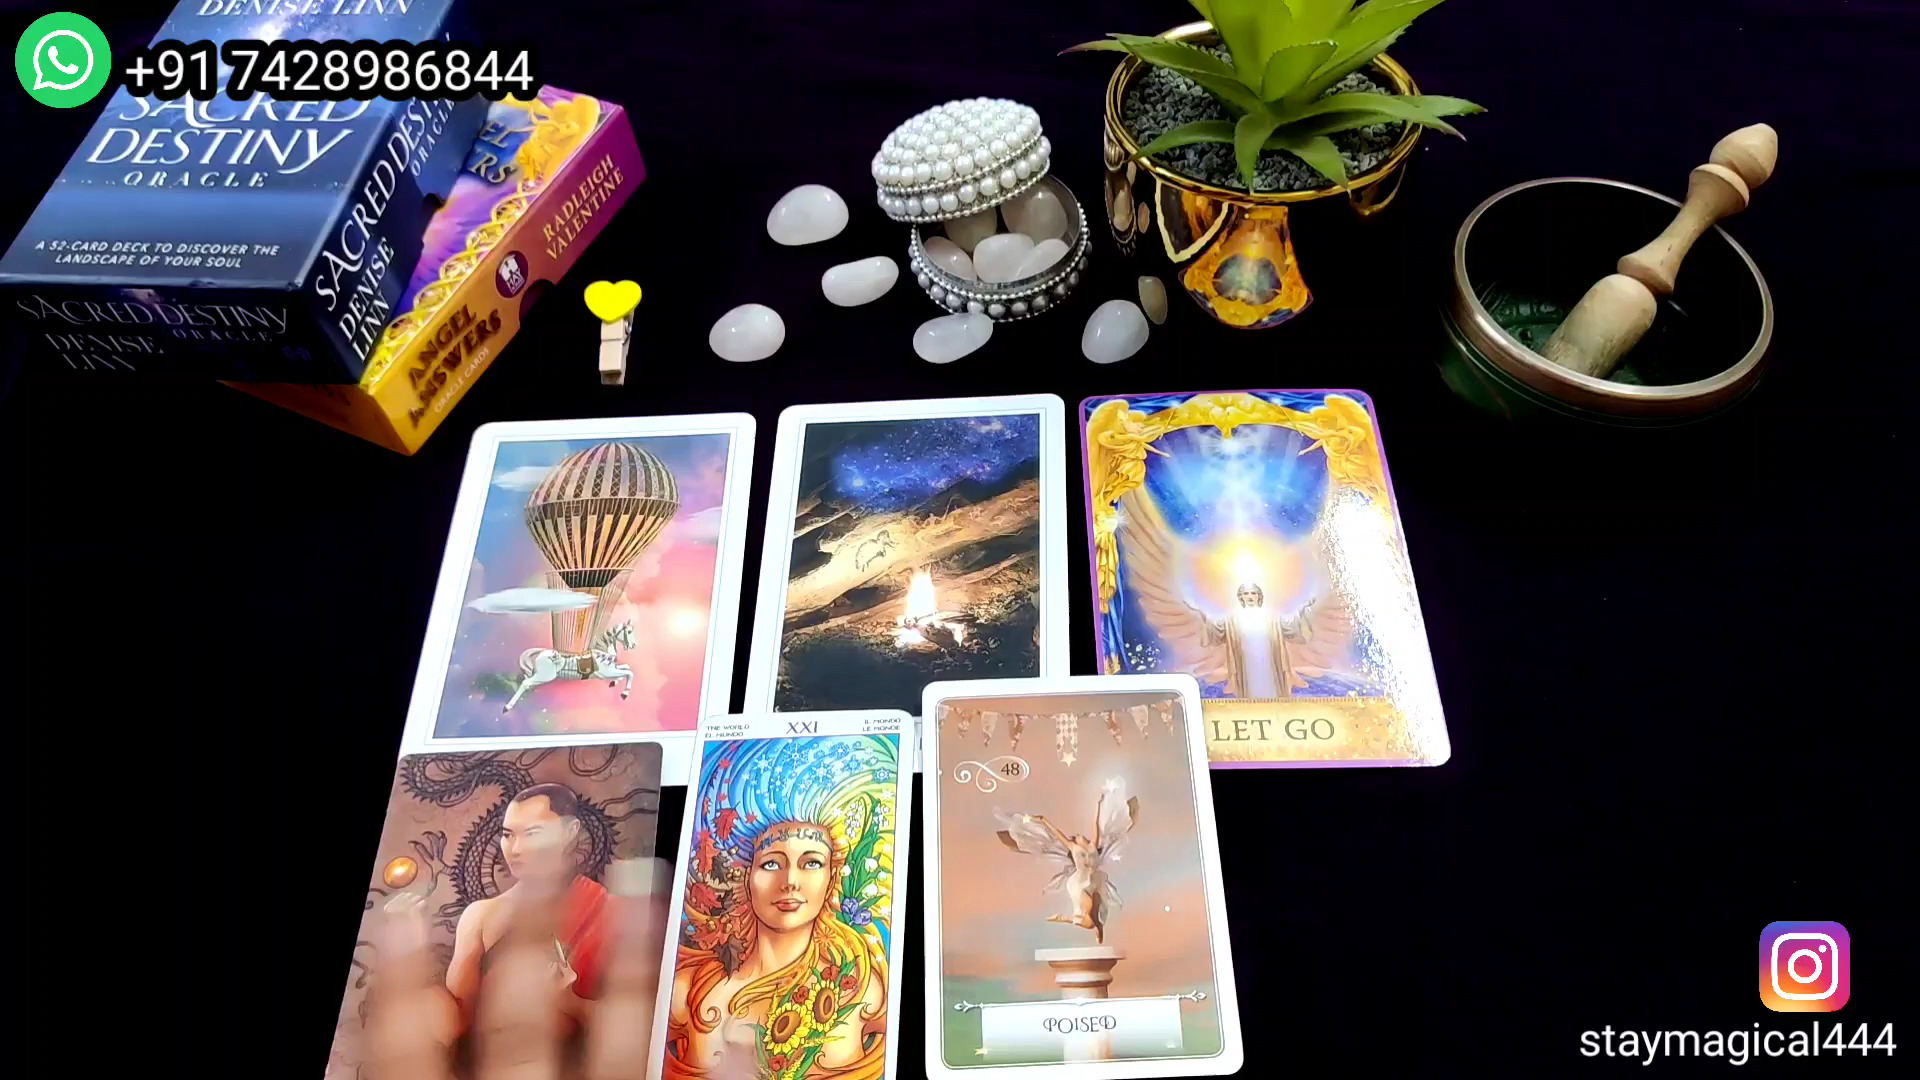 DENISE LINN
+91 7428986844
SACRED
DESTINY
ORACLE
A 52-CARD DECK TO DISCOVER THE
LANDSCAPE OF YOUR SOUL
SACRED DESTINY
ORACLE
DENISE
LINN
SACRED DESTINY
ORACLE
DENISE
LINN
RADLEIGH
VALENTINE
ANGEL
ANSWERS
ORACLE CARDS
LET GO
THE WORLD
EL MUNDO
XXI
IL MONDO
LE MONDE
48
POISED
staymagical444